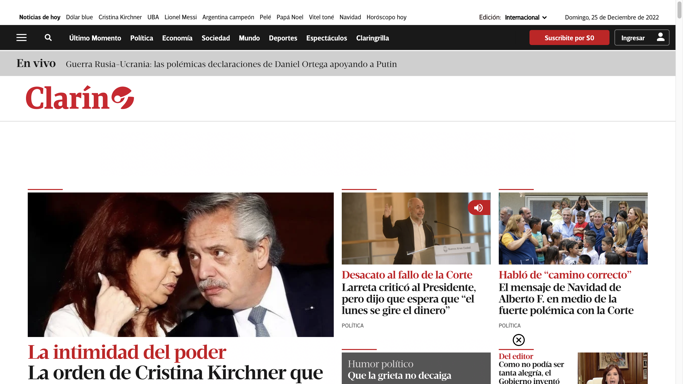 Noticias de hoy Dólar blue Cristina Kirchner UBA Lionel Messi Argentina campeón Pelé Papá Noel Vitel toné Navidad Horóscopo hoy Edición: Internacional Domingo, 25 de Deciembre de 2022
Último Momento Política Economía Sociedad Mundo Deportes Espectáculos Clarringrilla Suscribite por $0 Ingresar
En vivo Guerra Rusia-Ucrania: las polémicas declaraciones de Daniel Ortega apoyando a Putin
Clarín
Desacato al fallo de la Corte
Larreta criticó al Presidente,
pero dijo que espera que “el
lunes se gire el dinero”
POLÍTICA
Habló de “camino correcto”
El mensaje de Navidad de
Alberto F. en medio de la
fuerte polémica con la Corte
POLÍTICA
La intimidad del poder
La orden de Cristina Kirchner que
Humor político
Que la grieta no decaiga
Del editor
Como no podía ser
tanta alegría, el
Gobierno inventó